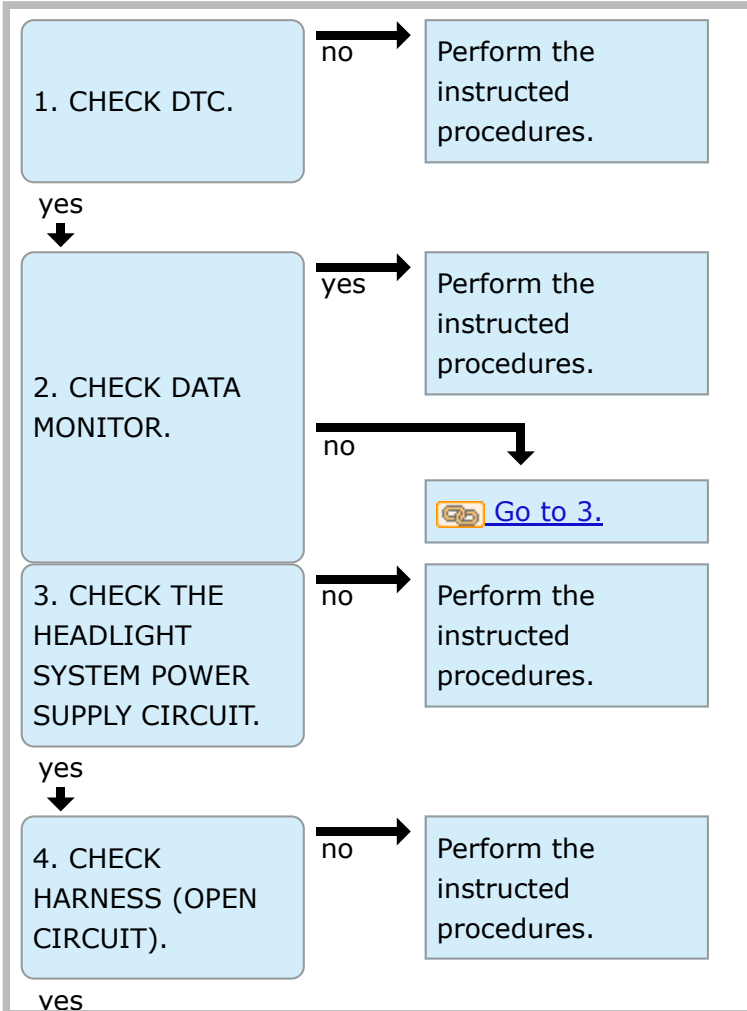 no
Perform the
instructed
procedures.
1. CHECK DTC.
yes
yes
Perform the
instructed
procedures.
2. CHECK DATA
MONITOR.
no
Go to 3.
3. CHECK THE
HEADLIGHT
SYSTEM POWER
SUPPLY CIRCUIT.
no
Perform the
instructed
procedures.
yes
4. CHECK
HARNESS (OPEN
CIRCUIT).
no
Perform the
instructed
procedures.
yes